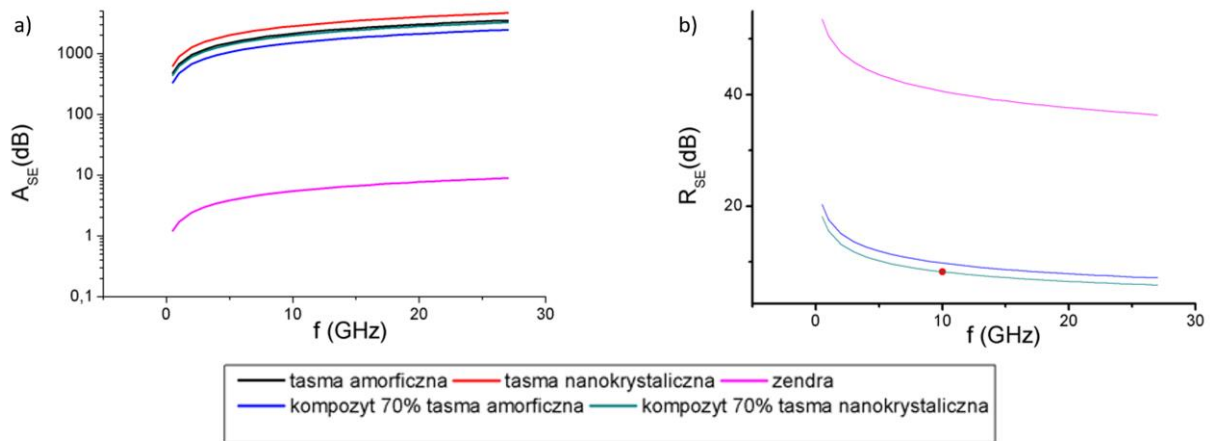 a)
A_SE(dB)
1000
100
10
1
0,1
0
10
20
30
f (GHz)
b)
R_SE(dB)
40
20
0
10
20
30
f (GHz)
tasma amorficzna tasma nanokrystaliczna zendra
kompozyt 70% tasma amorficzna kompozyt 70% tasma nanokrystaliczna